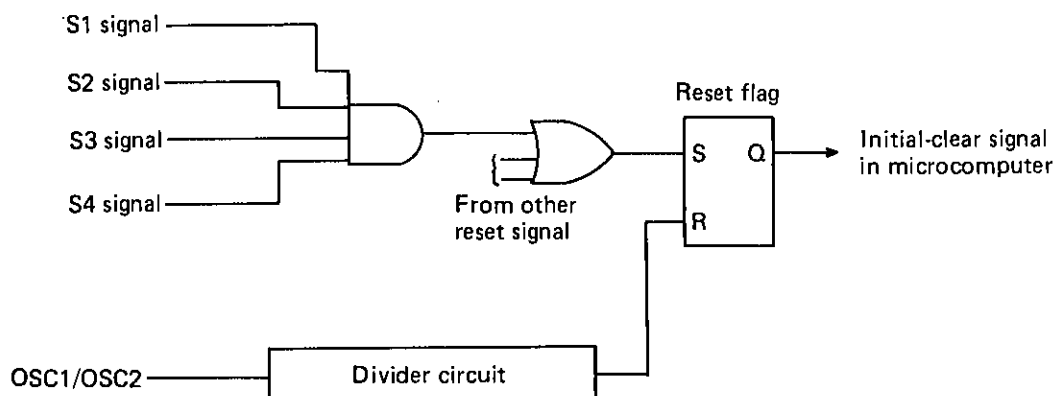 S1 signal
S2 signal
S3 signal
S4 signal
Reset flag
S Q
R
Initial-clear signal
in microcomputer
From other
reset signal
OSC1/OSC2
Divider circuit